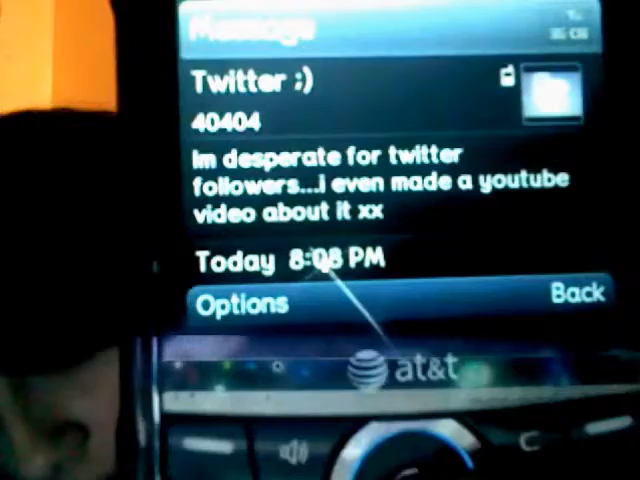 Message
Twitter ;)
40404
Im desperate for twitter
followers...i even made a youtube
video about it xx
Today 8:08 PM
Options Back
at&t
C